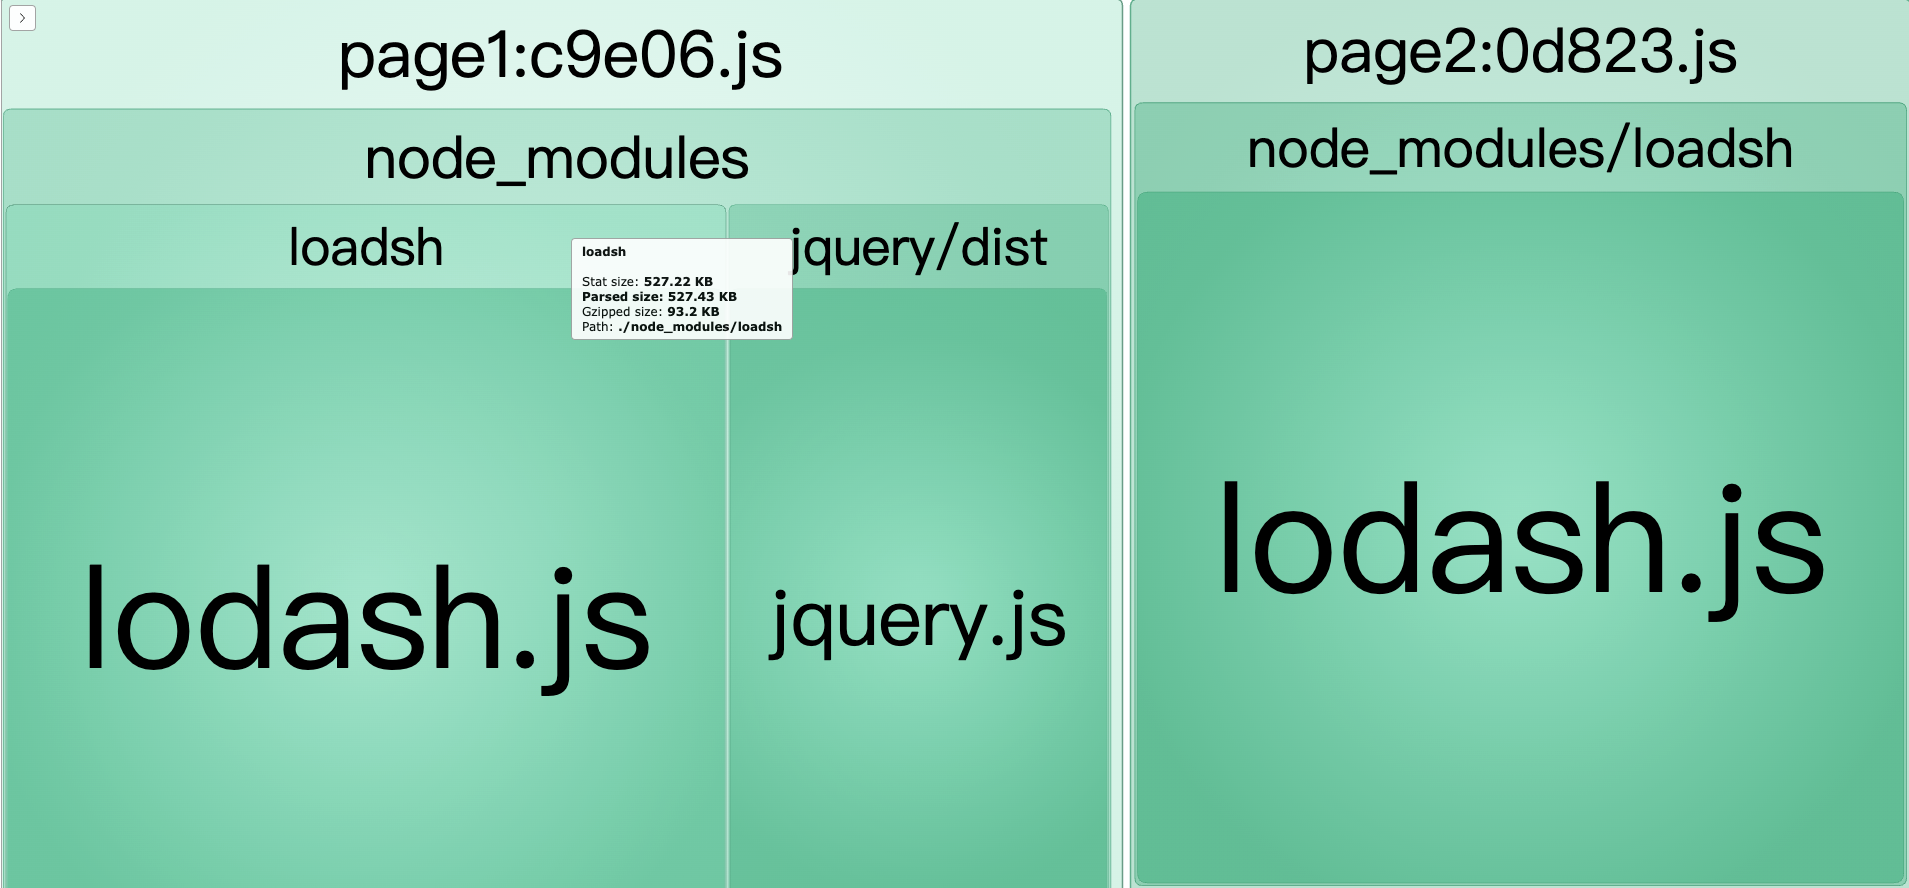 page1:c9e06.js
node_modules
loadsh
jquery/dist
loadsh
Stat size: 527.22 KB
Parsed size: 527.43 KB
Gzipped size: 93.2 KB
Path: ./node_modules/loadsh
lodash.js
jquery.js
page2:0d823.js
node_modules/loadsh
lodash.js